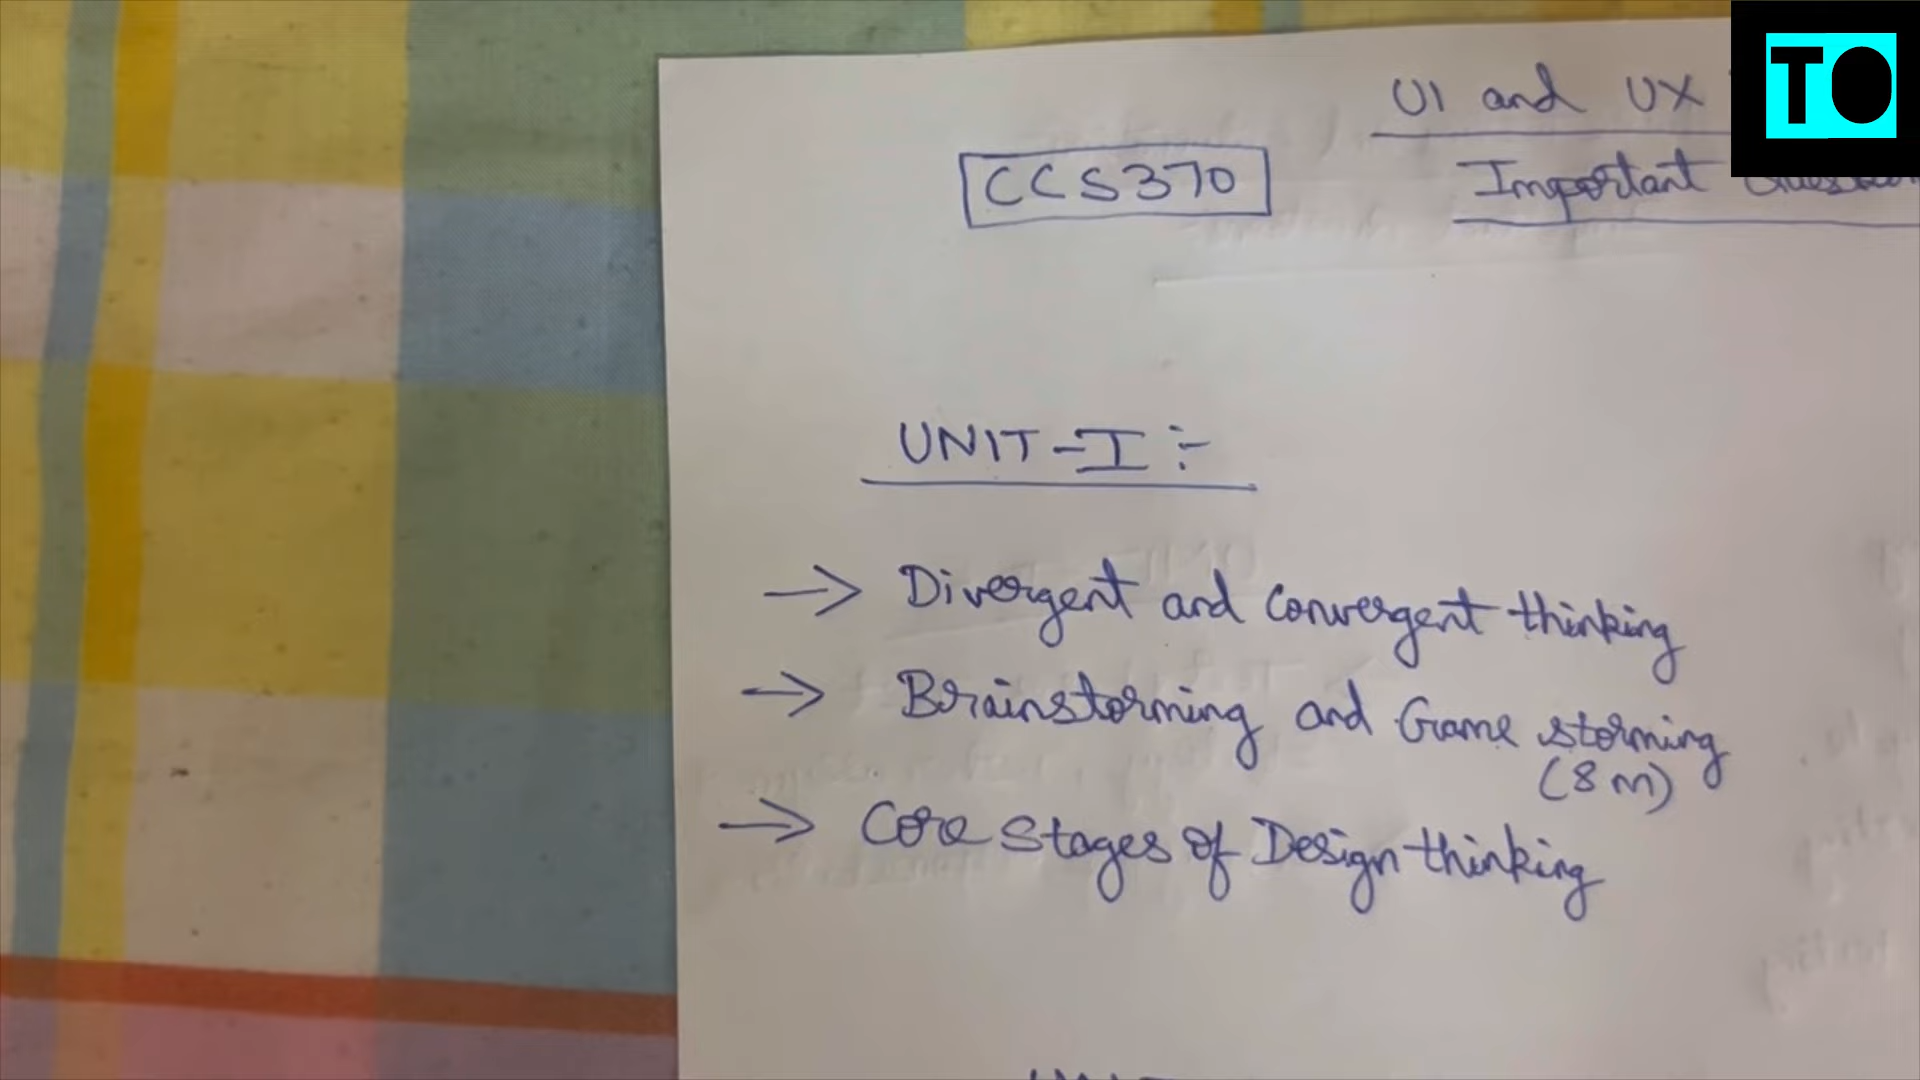 TO
UI and UX
CCS370
Important Question
UNIT-I :-
→ Divergent and Convergent thinking
→ Brainstorming and Game storming
(8 m)
→ Core Stages of Design thinking